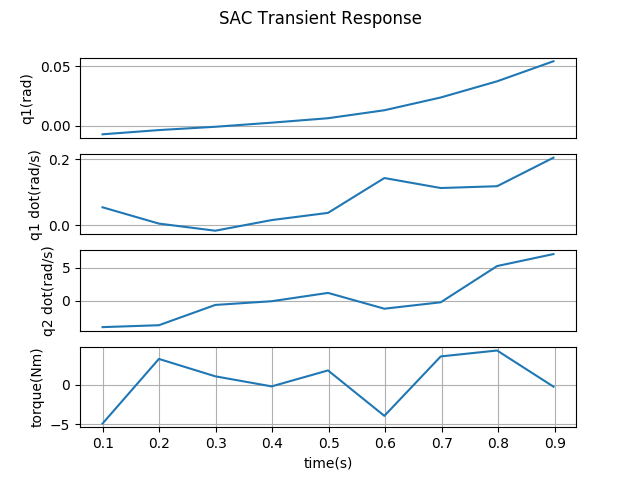 SAC Transient Response
q1(rad)
0.05
0.00
q1 dot(rad/s)
0.2
0.0
q2 dot(rad/s)
5
0
torque(Nm)
0
−5
0.1 0.2 0.3 0.4 0.5 0.6 0.7 0.8 0.9
time(s)